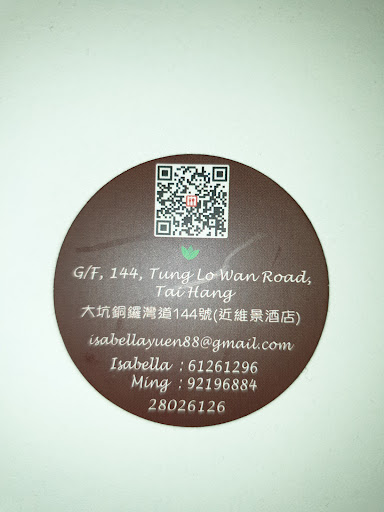 G/F, 144, Tung Lo Wan Road,
Tai Hang
大坑銅鑼灣道144號(近維景酒店)
isabellayuen88@gmail.com
Isabella : 61261296
Ming : 92196884
28026126